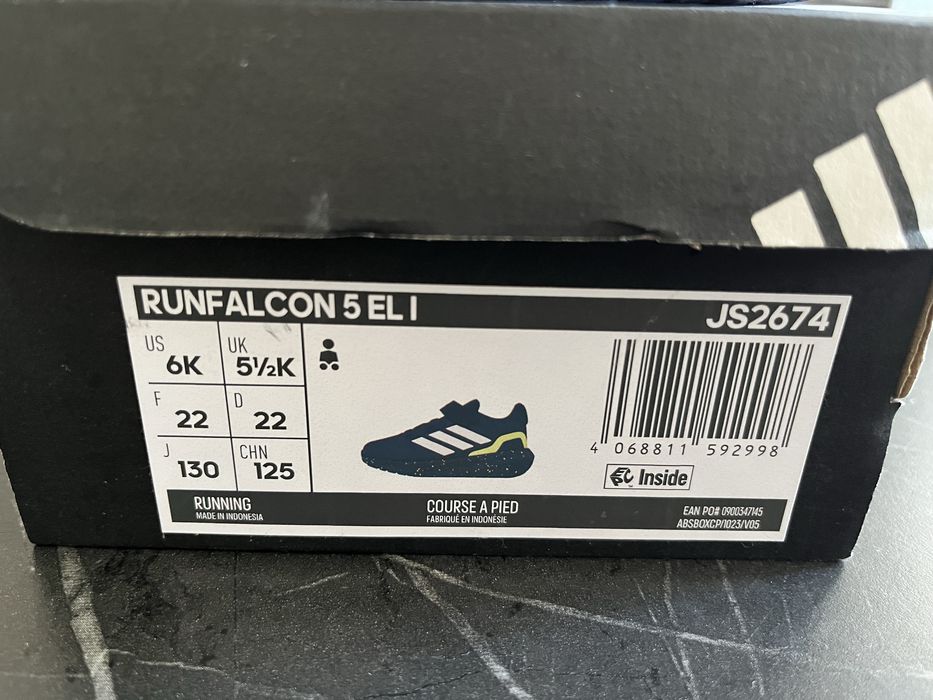 RUNFALCON 5 EL I
JS2674
US
6K
UK
5½K
F
22
D
22
J
130
CHN
125
4 068811 592998
Inside
RUNNING
MADE IN INDONESIA
COURSE A PIED
FABRIQUÉ EN INDONÉSIE
EAN PO# 0900347145
ABSBOXCP/1023/V05